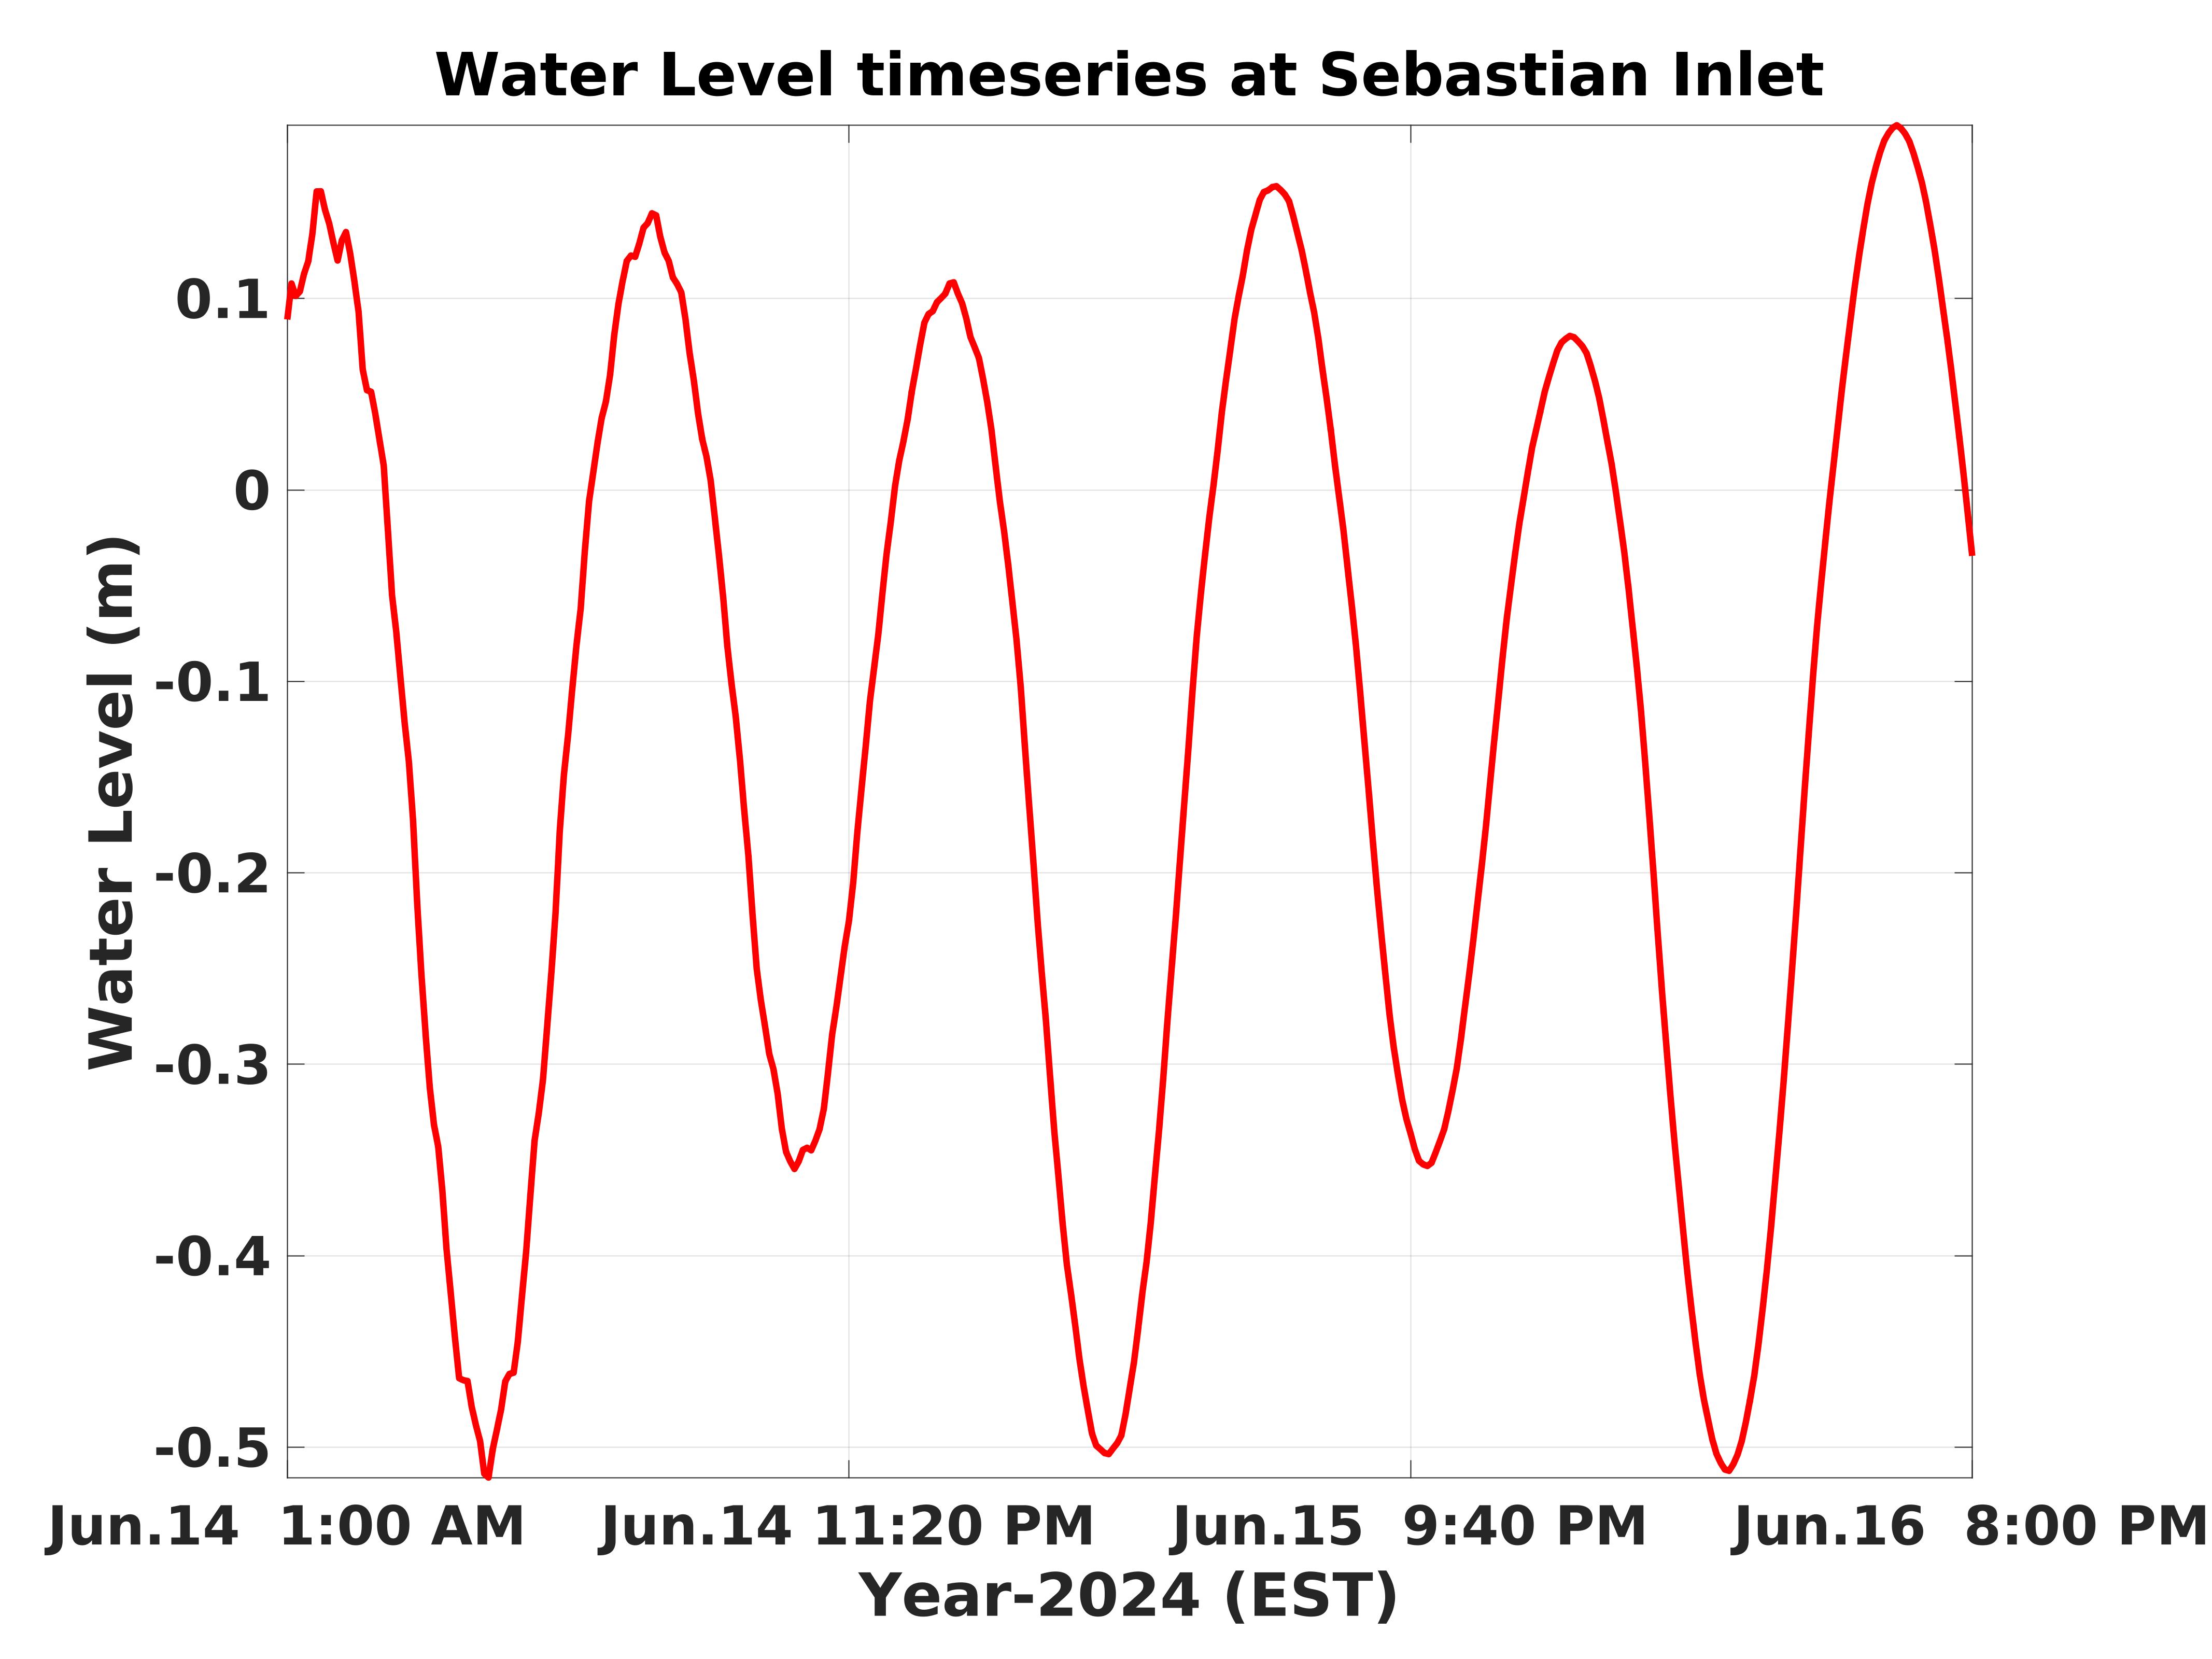 Water Level timeseries at Sebastian Inlet
Water Level (m)
0.1
0
-0.1
-0.2
-0.3
-0.4
-0.5
Jun.14 1:00 AM Jun.14 11:20 PM Jun.15 9:40 PM Jun.16 8:00 PM
Year-2024 (EST)